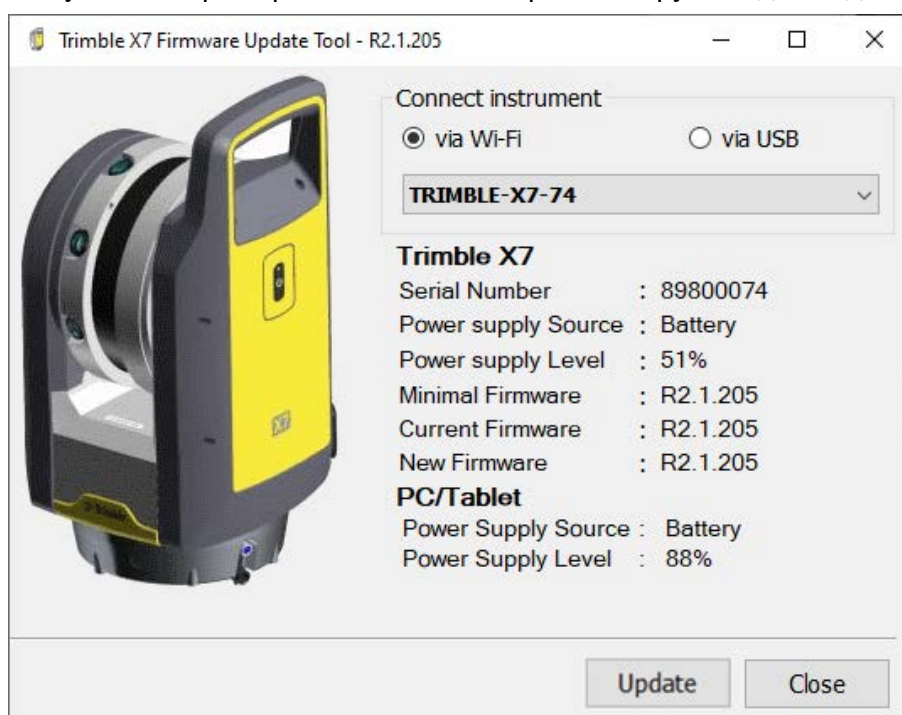 Trimble X7 Firmware Update Tool - R2.1.205
Connect instrument
via Wi-Fi
via USB
TRIMBLE-X7-74
Trimble X7
Serial Number : 89800074
Power supply Source : Battery
Power supply Level : 51%
Minimal Firmware : R2.1.205
Current Firmware : R2.1.205
New Firmware : R2.1.205
PC/Tablet
Power Supply Source : Battery
Power Supply Level : 88%
X7
Trimble
Update
Close